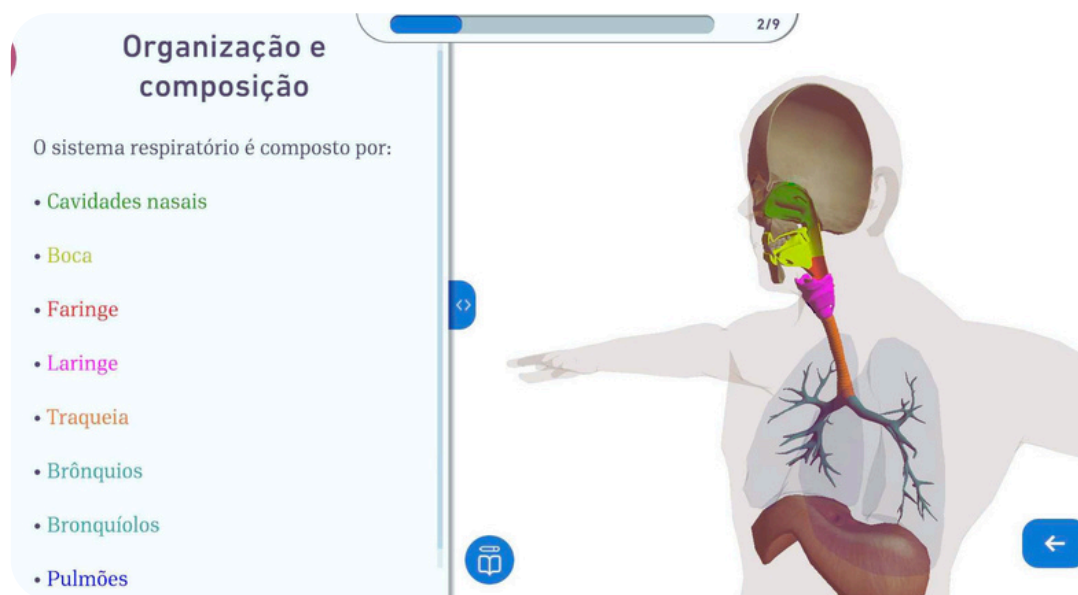 2/9
Organização e
composição
O sistema respiratório é composto por:
• Cavidades nasais
• Boca
• Faringe
• Laringe
• Traqueia
• Brônquios
• Bronquíolos
• Pulmões